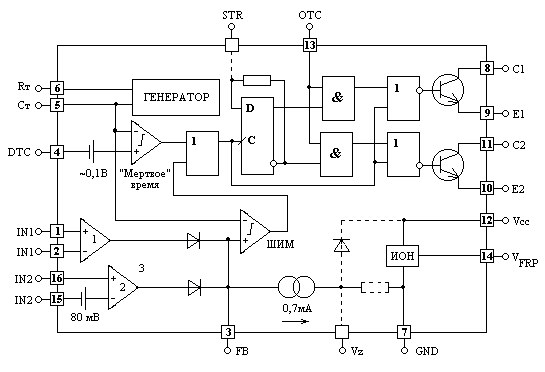 STR OTC
13
Rт 6 ГЕНЕРАТОР
Ст 5
8 C1
& 1
D
9 E1
DTC 4
~0,1В
"Мертвое"
время
1 C
& 1
11 C2
10 E2
12 Vcc
IN1 1
1
IN1 2
ШИМ
ИОН 14 VFRP
IN2 16
3
2
IN2 15
80 мВ
0,7мА
3 7
FB Vz GND